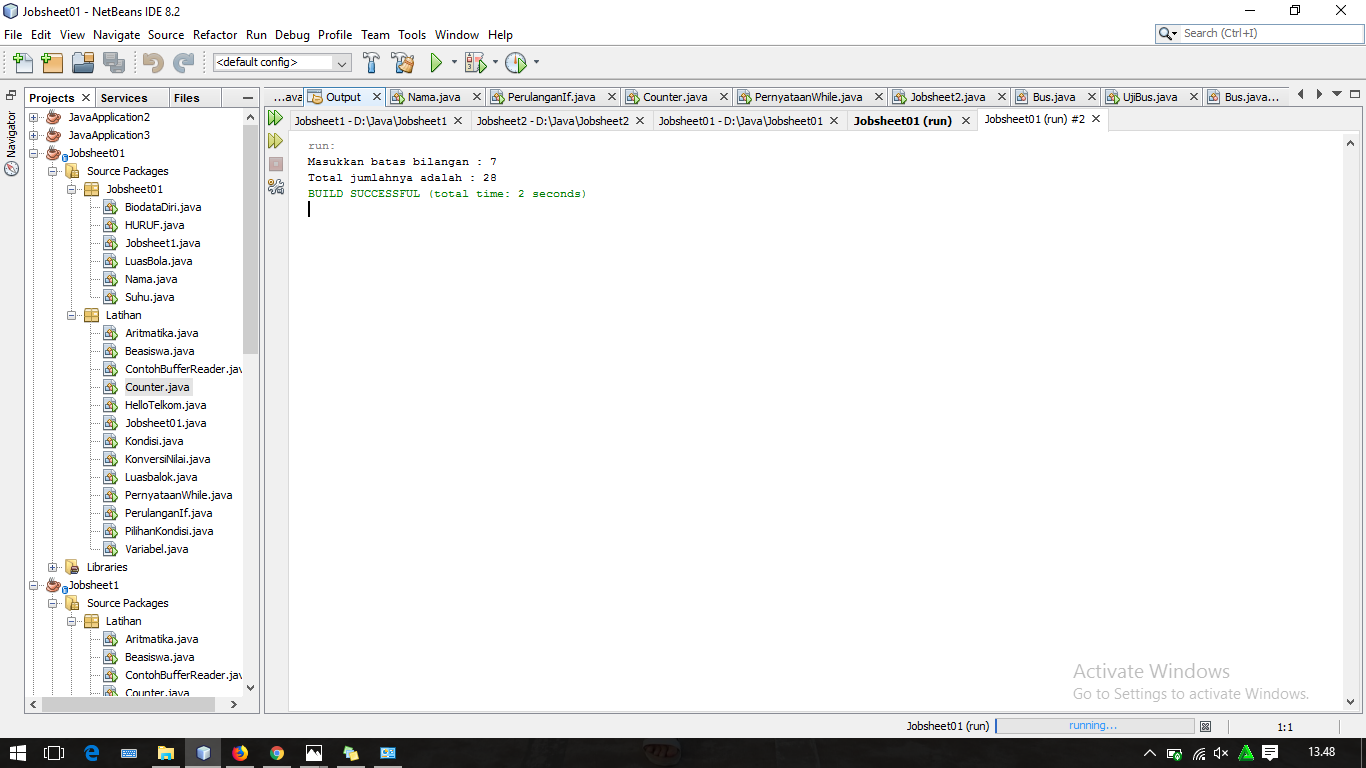 Jobsheet01 - NetBeans IDE 8.2
File Edit View Navigate Source Refactor Run Debug Profile Team Tools Window Help
Search (Ctrl+I)
<default config>
Projects Services Files
...ava Output Nama.java PerulanganIf.java Counter.java PernyataanWhile.java Jobsheet2.java Bus.java UjiBus.java Bus.java...
Navigator
Jobsheet1 - D:\Java\Jobsheet1 Jobsheet2 - D:\Java\Jobsheet2 Jobsheet01 - D:\Java\Jobsheet01 Jobsheet01 (run) Jobsheet01 (run) #2
JavaApplication2
JavaApplication3
Jobsheet01
Source Packages
Jobsheet01
BiodataDiri.java
HURUF.java
Jobsheet1.java
LuasBola.java
Nama.java
Suhu.java
Latihan
Aritmatika.java
Beasiswa.java
ContohBufferReader.jav
Counter.java
HelloTelkom.java
Jobsheet01.java
Kondisi.java
KonversiNilai.java
Luasbalok.java
PernyataanWhile.java
PerulanganIf.java
PilihanKondisi.java
Variabel.java
Libraries
Jobsheet1
Source Packages
Latihan
Aritmatika.java
Beasiswa.java
ContohBufferReader.jav
Counter.java
run:
Masukkan batas bilangan : 7
Total jumlahnya adalah : 28
BUILD SUCCESSFUL (total time: 2 seconds)
Activate Windows
Go to Settings to activate Windows.
Jobsheet01 (run) running... 1:1
13.48